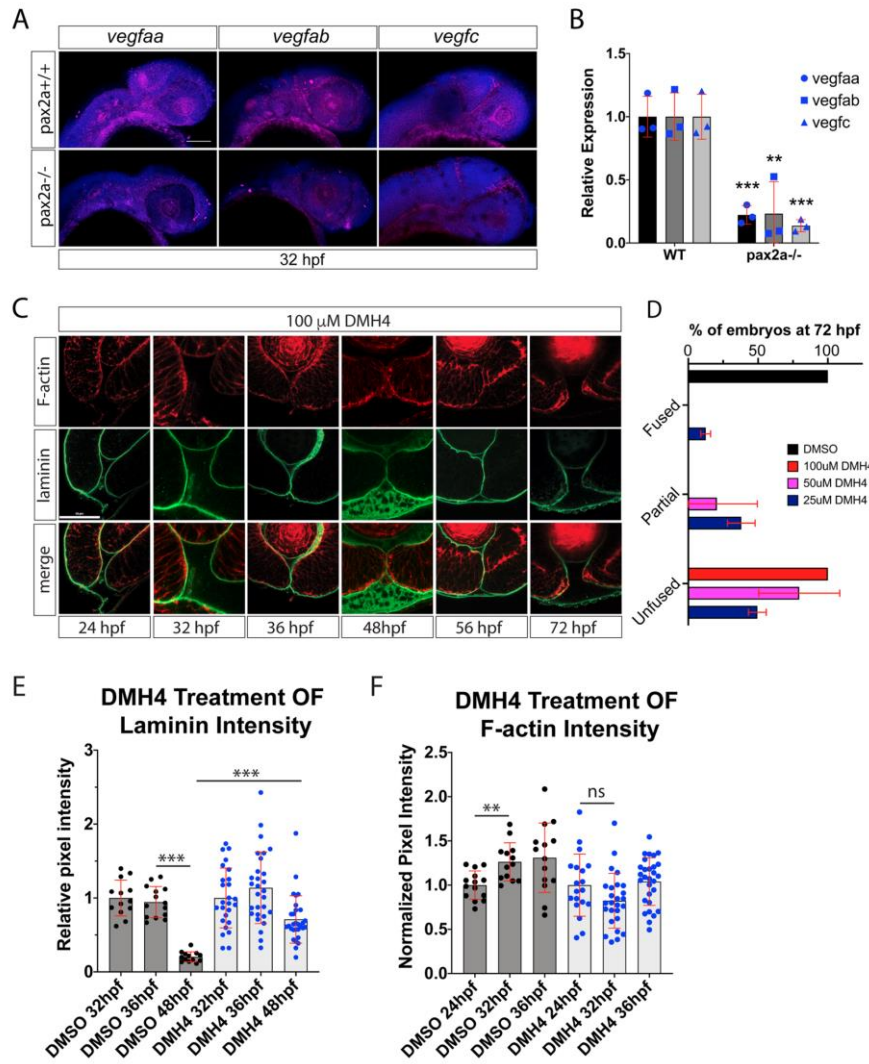 A
vegfaa
vegfab
vegfc
pax2a+/+
pax2a-/-
32 hpf
B
Relative Expression
1.5
1.0
0.5
0.0
vegfaa
vegfab
vegfc
***
**
***
WT
pax2a-/-
C
100 µM DMH4
F-actin
laminin
merge
24 hpf
32 hpf
36 hpf
48hpf
56 hpf
72 hpf
D
% of embryos at 72 hpf
0
50
100
Fused
Partial
Unfused
DMSO
100uM DMH4
50uM DMH4
25uM DMH4
E
DMH4 Treatment OF
Laminin Intensity
Relative pixel intensity
3
2
1
0
***
***
DMSO 32hpf
DMSO 36hpf
DMSO 48hpf
DMH4 32hpf
DMH4 36hpf
DMH4 48hpf
F
DMH4 Treatment OF
F-actin Intensity
Normalized Pixel Intensity
2.5
2.0
1.5
1.0
0.5
0.0
**
ns
DMSO 24hpf
DMSO 32hpf
DMSO 36hpf
DMH4 24hpf
DMH4 32hpf
DMH4 36hpf